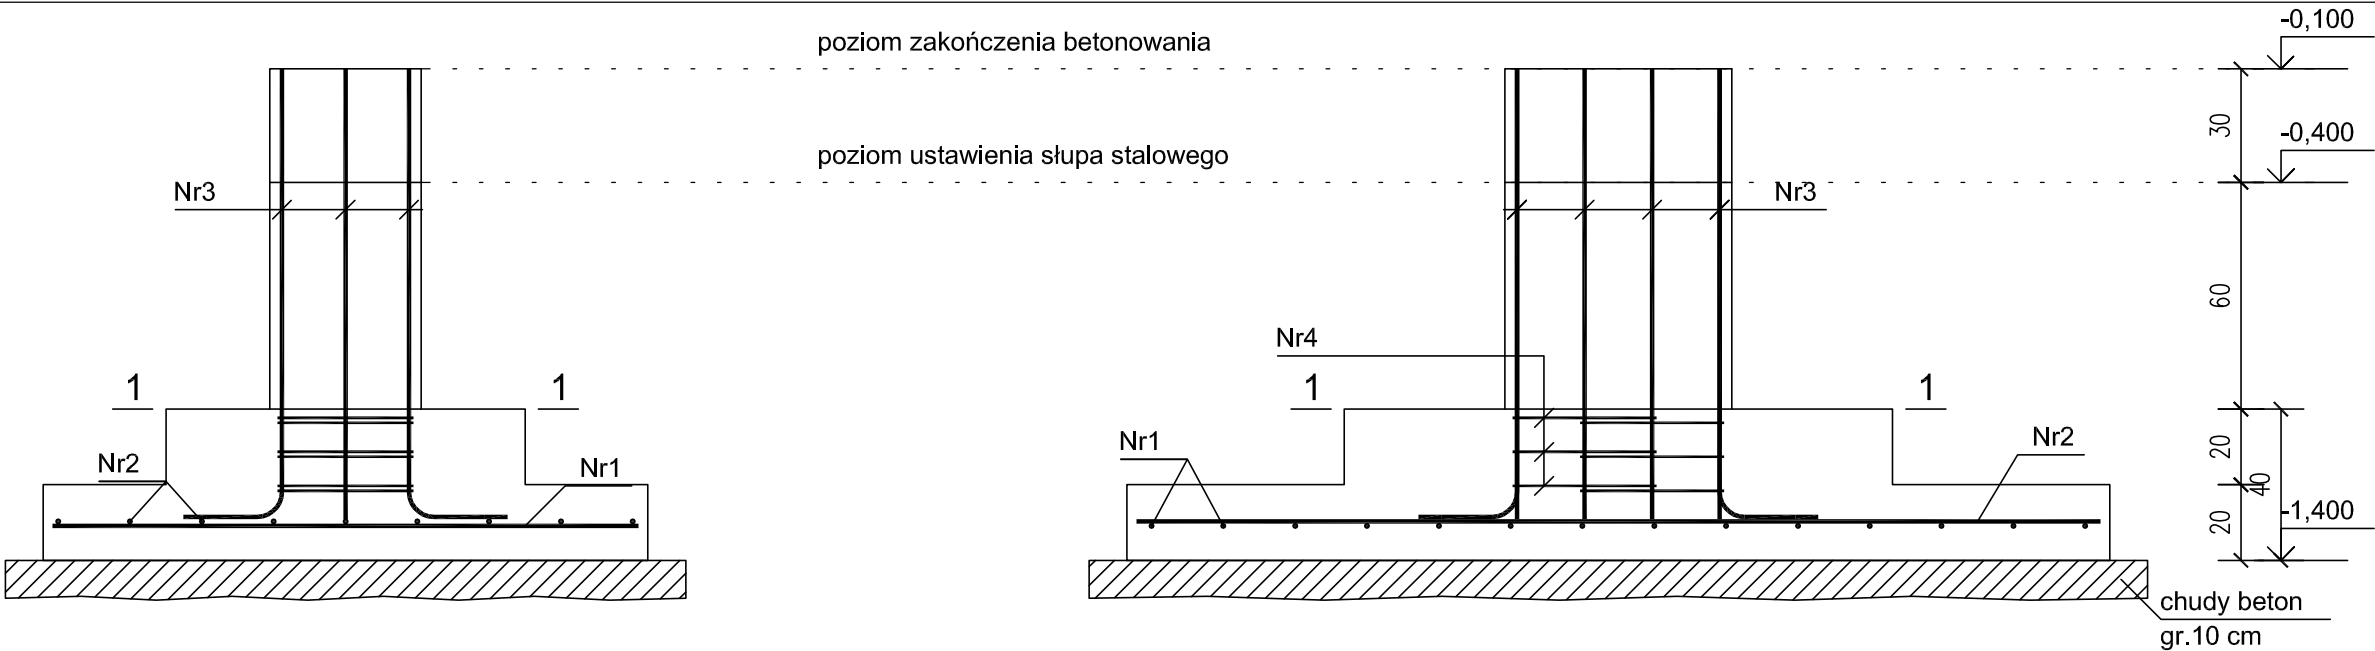 -0,100
poziom zakończenia betonowania
30
-0,400
poziom ustawienia słupa stalowego
Nr3
Nr3
60
Nr4
1
1
1
1
Nr2
Nr1
Nr1
Nr2
20
40
20
-1,400
chudy beton
gr.10 cm